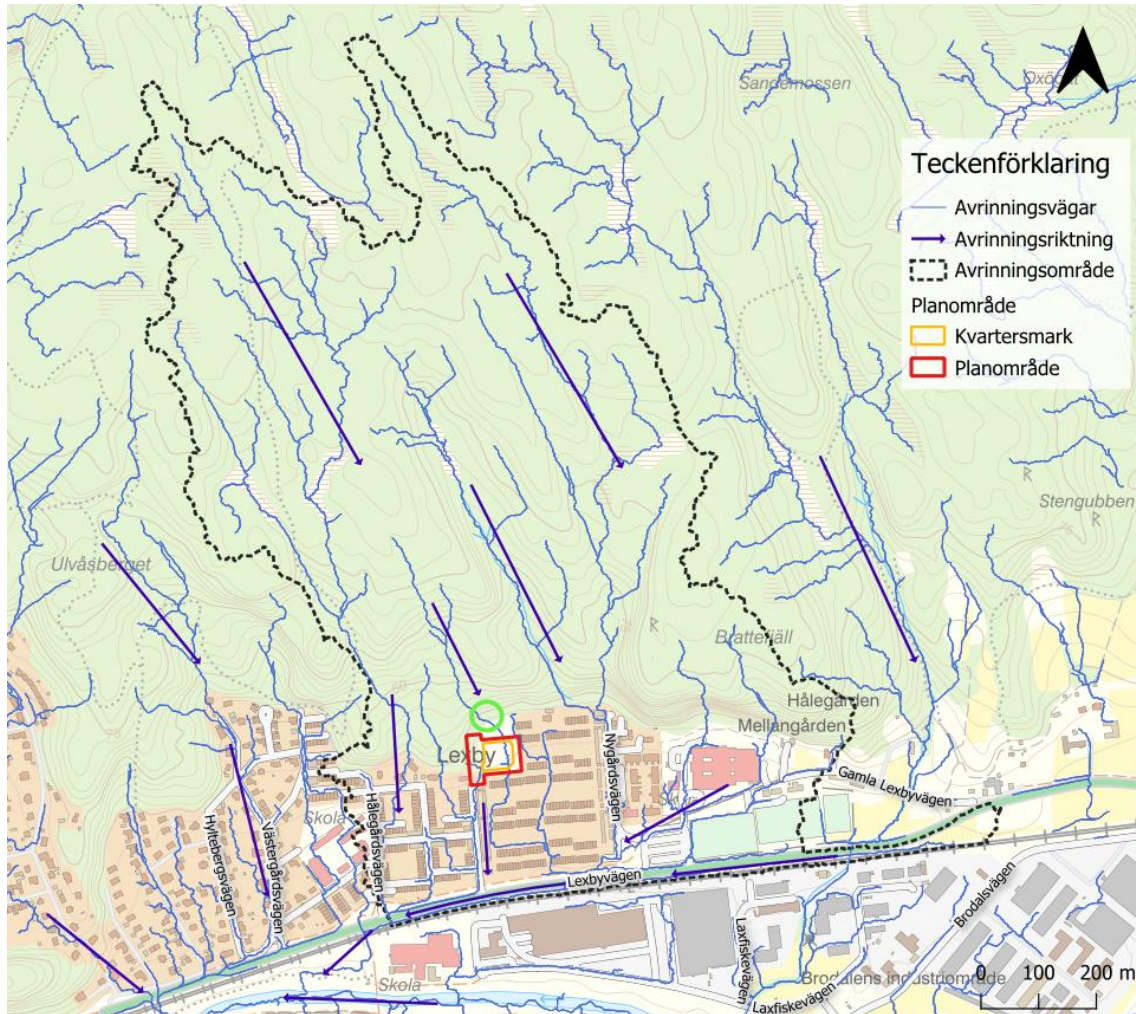 Sandemossen
Teckenförklaring
Avrinningsvägar
Avrinningsriktning
Avrinningsområde
Planområde
Kvartersmark
Planområde
Stengubben
Ulvåsberget
Brattefjäll
Hålegården
Mellangården
Lexby
Nygårdsvägen
Gamla Lexbyvägen
Skola
Hålegårdsvägen
Västergårdsvägen
Hyltebergsvägen
Lexbyvägen
Brodalsvägen
Laxfiskevägen
Skola
Brodalens industriområde
Laxfiskevägen
0 100 200 m